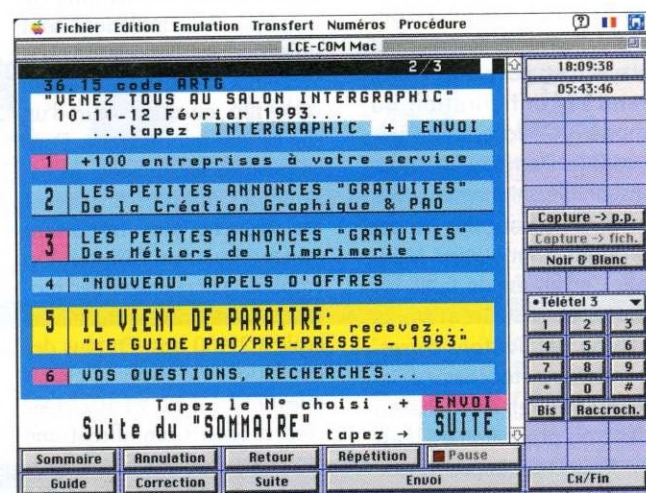 Fichier Edition Emulation Transfert Numéros Procédure
LCE-COM Mac
2/3
36.15 code ARTG
"VENEZ TOUS AU SALON INTERGRAPHIC"
10-11-12 Février 1993...
...tapez INTERGRAPHIC + ENVOI
1 +100 entreprises à votre service
2 LES PETITES ANNONCES "GRATUITES"
De la Création Graphique & PAO
3 LES PETITES ANNONCES "GRATUITES"
Des Métiers de l'Imprimerie
4 "NOUVEAU" APPELS D'OFFRES
5 IL VIENT DE PARAITRE: recevez...
"LE GUIDE PAO/PRE-PRESSE - 1993"
6 VOS QUESTIONS, RECHERCHES...
Tapez le N° choisi .+ ENVOI
Suite du "SOMMAIRE" tapez → SUITE
18:09:38
05:43:46
Capture -> p.p.
Capture -> fich.
Noir & Blanc
•Télétel 3
1 2 3
4 5 6
7 8 9
* 0 #
Bis Raccroch.
Sommaire Annulation Retour Répétition Pause
Guide Correction Suite Envoi Cx/Fin